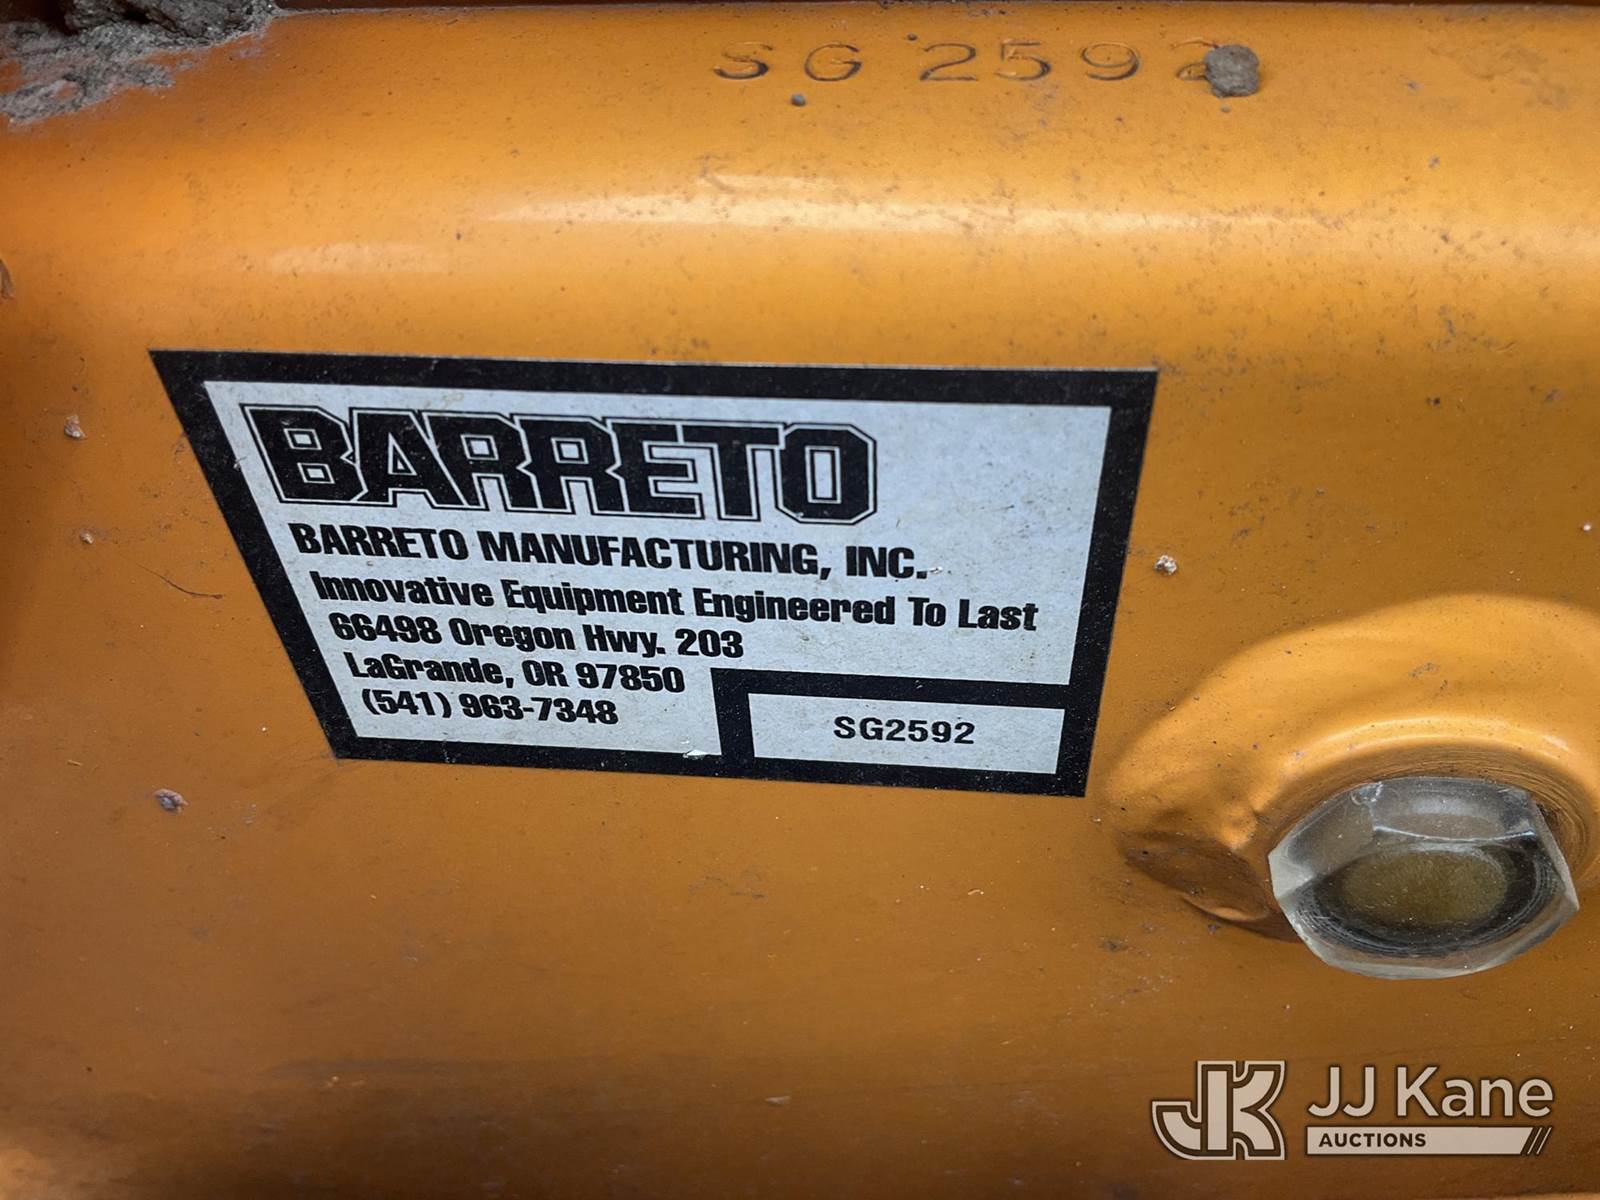 SG 2592
BARRETO
BARRETO MANUFACTURING, INC.
Innovative Equipment Engineered To Last
66498 Oregon Hwy. 203
LaGrande, OR 97850
(541) 963-7348
SG2592
JK JJ Kane
AUCTIONS